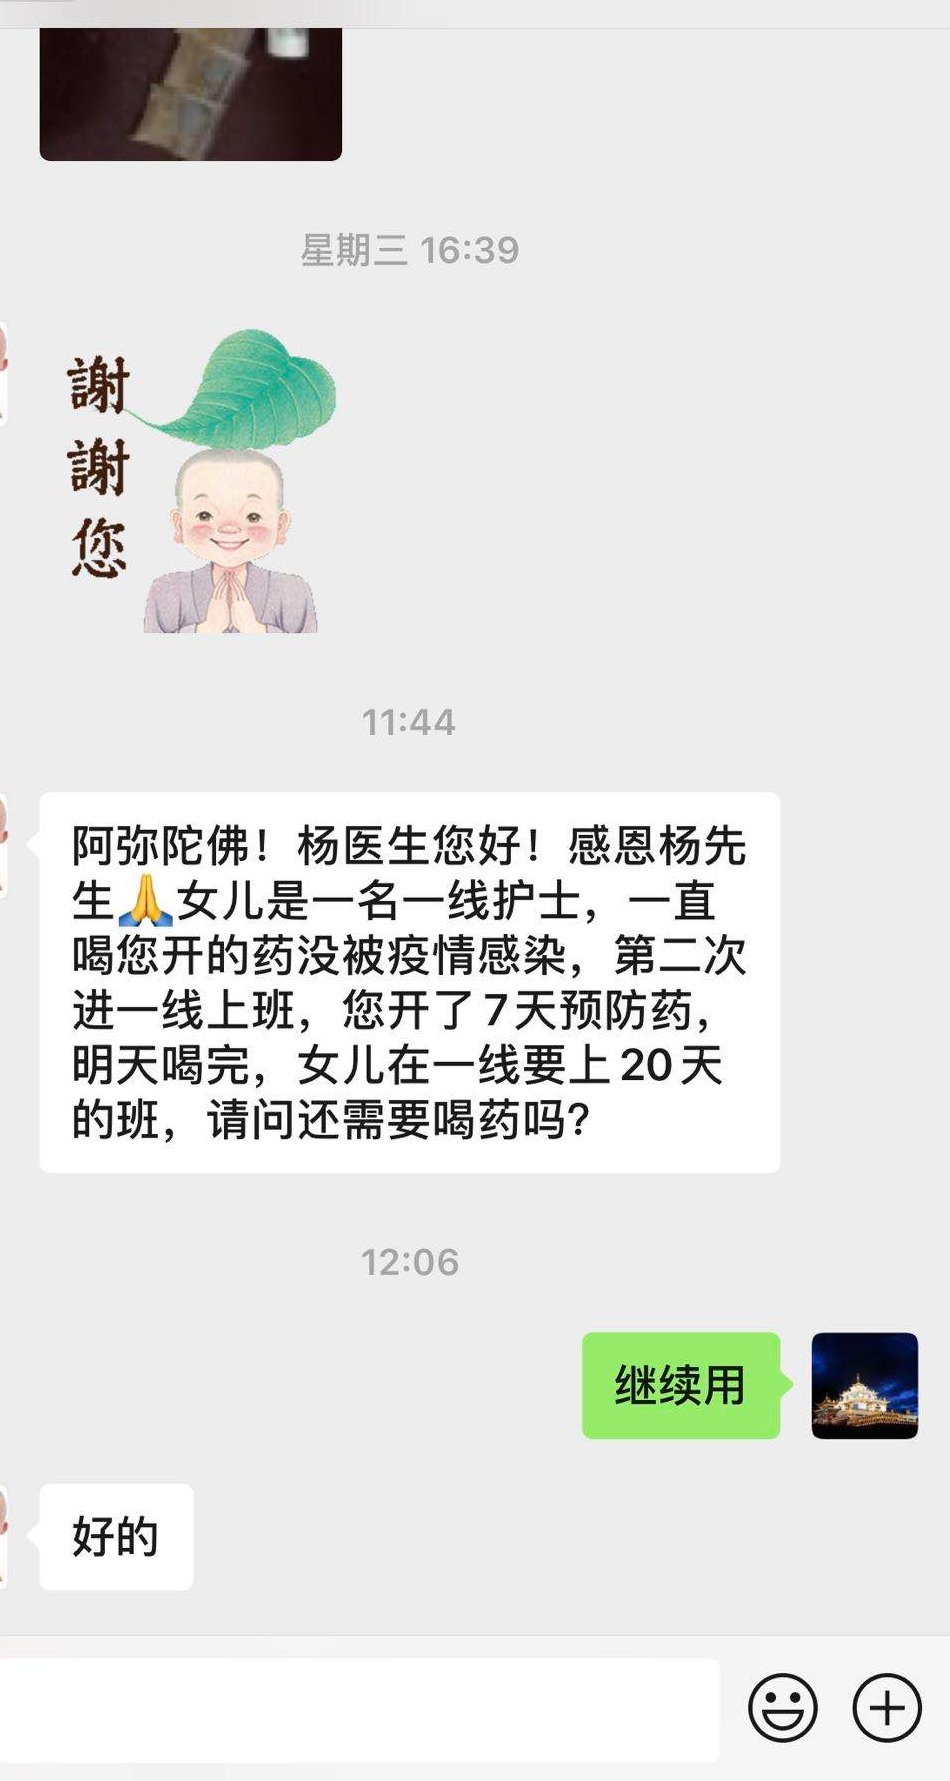 星期三 16:39
謝
謝
您
11:44
阿弥陀佛！杨医生您好！感恩杨先
生🙏女儿是一名一线护士，一直
喝您开的药没被疫情感染，第二次
进一线上班，您开了7天预防药，
明天喝完，女儿在一线要上20天
的班，请问还需要喝药吗？
12:06
继续用
好的